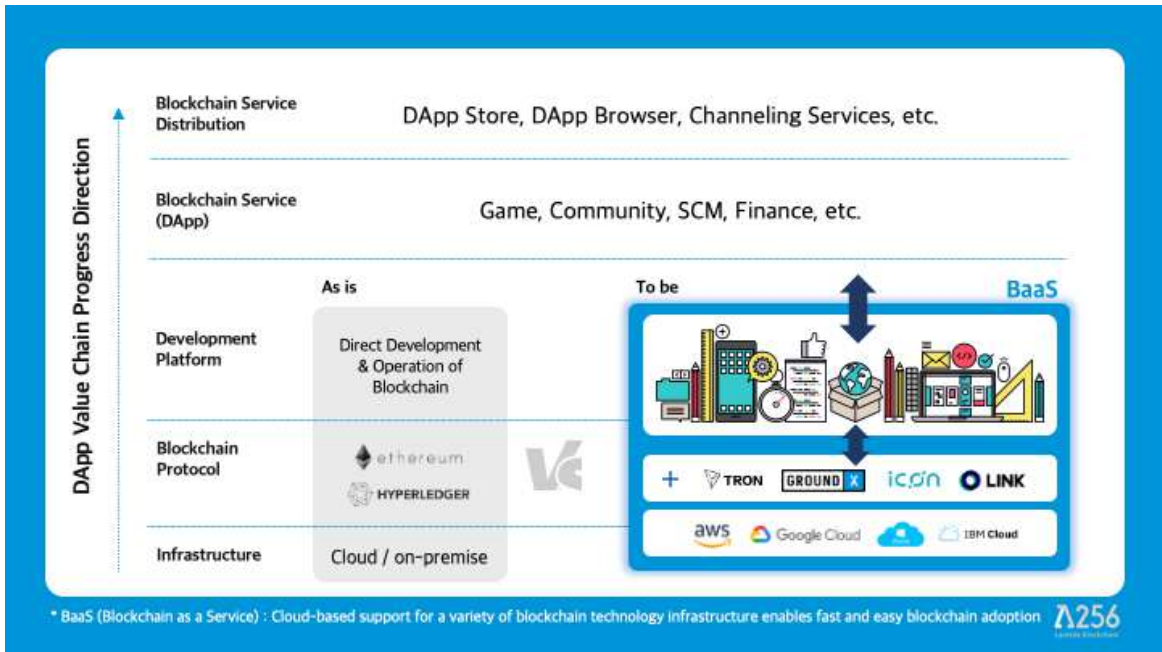 DApp Value Chain Progress Direction
Blockchain Service
Distribution
DApp Store, DApp Browser, Channeling Services, etc.
Blockchain Service
(DApp)
Game, Community, SCM, Finance, etc.
As is
To be
BaaS
Development
Platform
Direct Development
& Operation of
Blockchain
Blockchain
Protocol
ethereum
HYPERLEDGER
+ TRON GROUND X icon LINK
Infrastructure
Cloud / on-premise
aws Google Cloud IBM Cloud
* BaaS (Blockchain as a Service) : Cloud-based support for a variety of blockchain technology infrastructure enables fast and easy blockchain adoption
Λ256
Lambda Blockchain